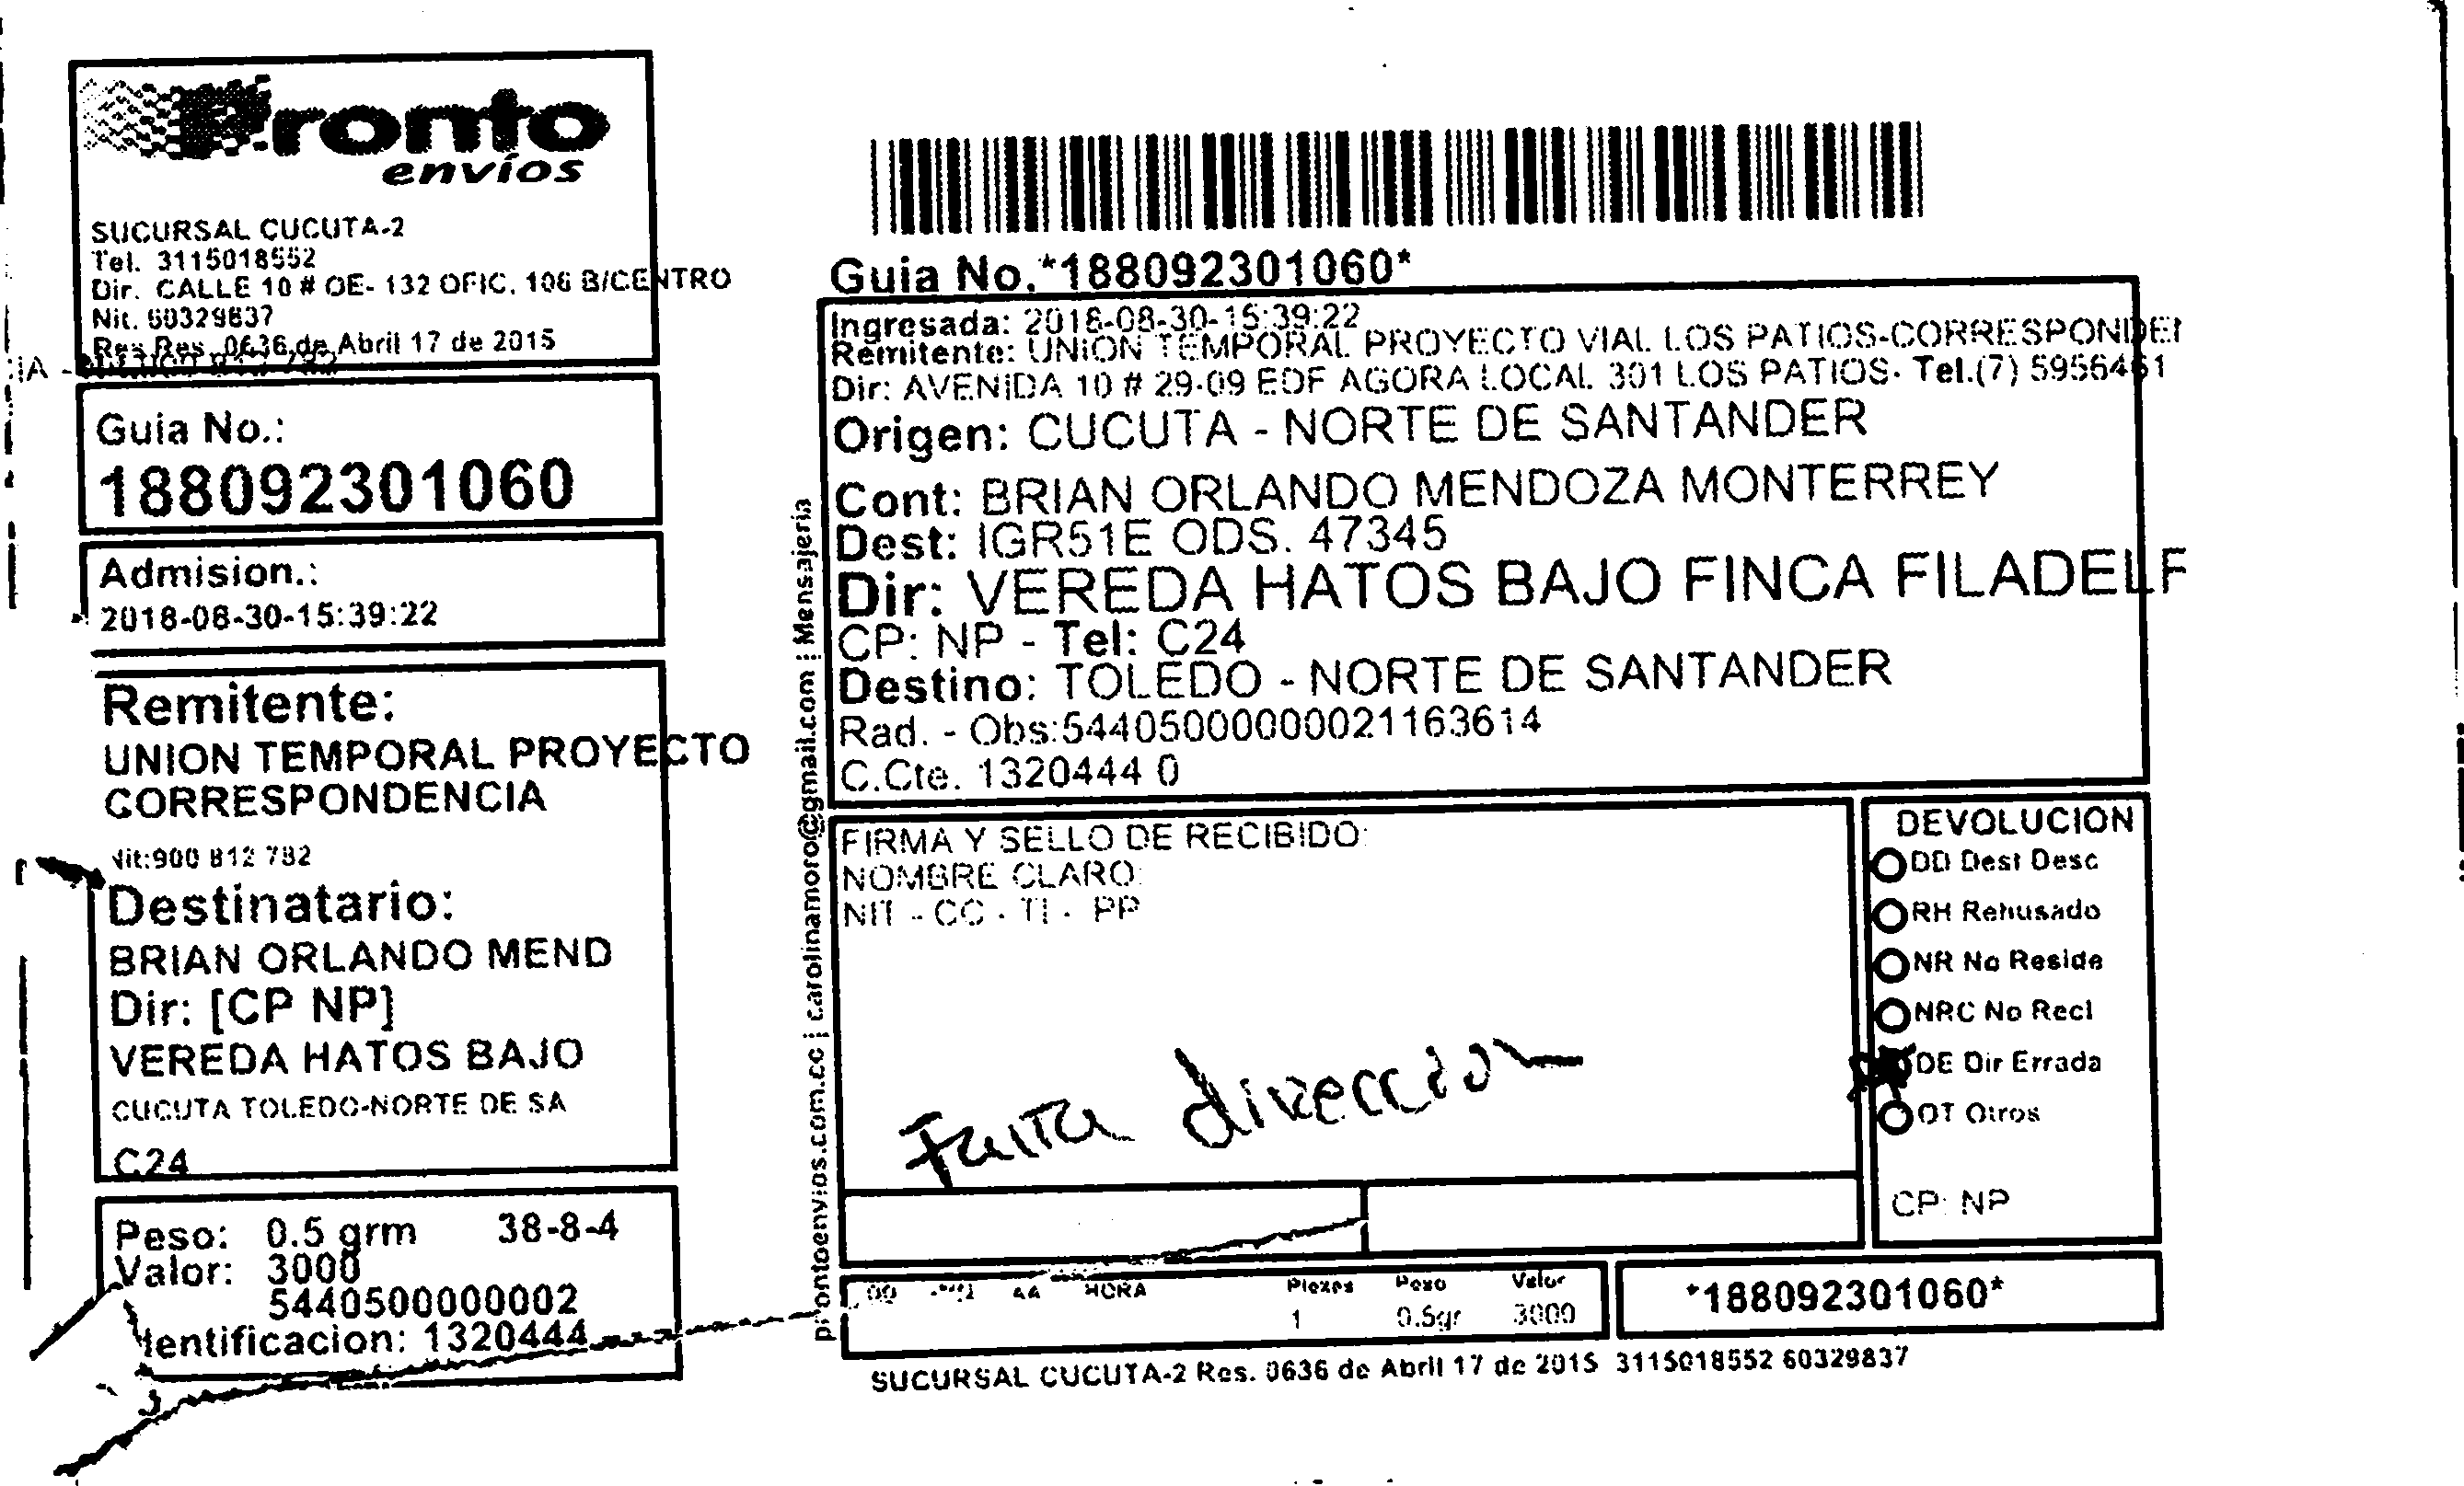 Pronto
envíos
SUCURSAL CUCUTA-2
Tel. 3115018552
Dir. CALLE 10 # OE- 132 OFIC. 106 B/CENTRO
Nit. 60329837
Res Res. 0636 de Abril 17 de 2015
Guia No.:
188092301060
Admision.:
2018-08-30-15:39:22
Remitente:
UNION TEMPORAL PROYECTO
CORRESPONDENCIA
Nit:900 812 782
Destinatario:
BRIAN ORLANDO MEND
Dir: [CP NP]
VEREDA HATOS BAJO
CUCUTA TOLEDO-NORTE DE SA
C24
Peso: 0.5 grm 38-8-4
Valor: 3000
5440500000002
Identificacion: 1320444
prontoenvios.com.co | carolinamoro@gmail.com | Mensajeria
Guia No.*188092301060*
Ingresada: 2018-08-30-15:39:22
Remitente: UNION TEMPORAL PROYECTO VIAL LOS PATIOS-CORRESPONDEN
Dir: AVENIDA 10 # 29-09 EDF AGORA LOCAL 301 LOS PATIOS- Tel.(7) 5956461
Origen: CUCUTA - NORTE DE SANTANDER
Cont: BRIAN ORLANDO MENDOZA MONTERREY
Dest: IGR51E ODS. 47345
Dir: VEREDA HATOS BAJO FINCA FILADELF
CP: NP - Tel: C24
Destino: TOLEDO - NORTE DE SANTANDER
Rad. - Obs:544050000000021163614
C.Cte. 1320444 0
FIRMA Y SELLO DE RECIBIDO:
NOMBRE CLARO:
NIT - CC - TI - PP
Falta direccion
DEVOLUCION
DD Dest Desc
RH Rehusado
NR No Reside
NRC No Recl
DE Dir Errada
OT Otros
CP: NP
AA HORA Piezas Peso Valor
1 0.5gr 3000
*188092301060*
SUCURSAL CUCUTA-2 Res. 0636 de Abril 17 de 2015 3115018552 60329837